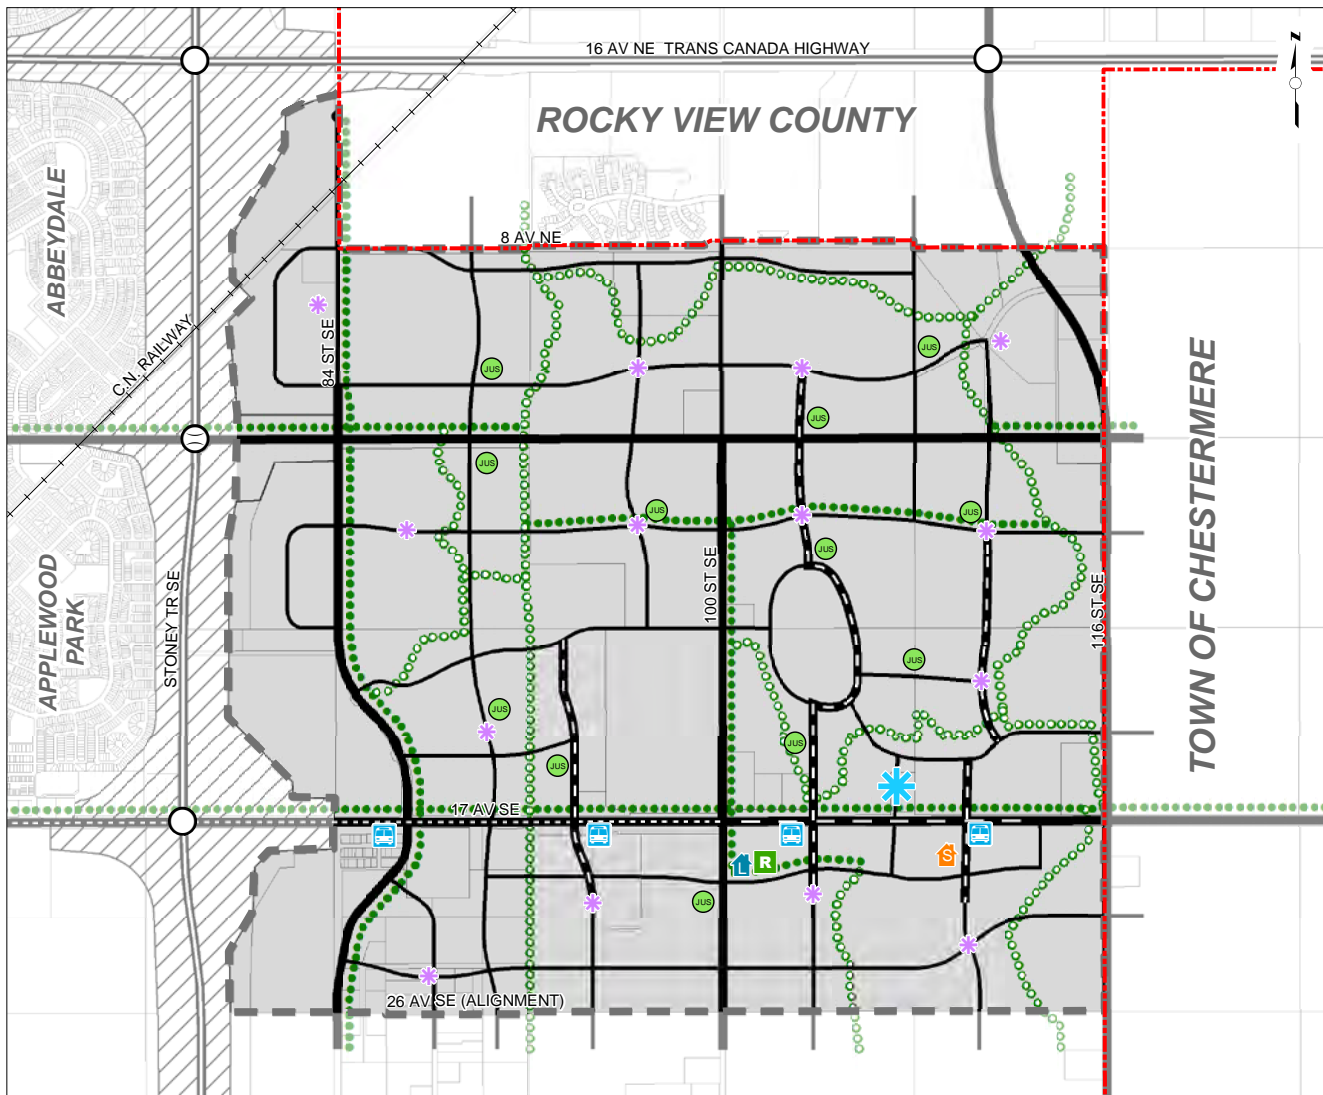 16 AV NE TRANS CANADA HIGHWAY
z
ROCKY VIEW COUNTY
ABBEYDALE
8 AV NE
C.N. RAILWAY
84 ST SE
JUS
JUS
JUS
JUS
JUS
JUS
TOWN OF CHESTERMERE
JUS
APPLEWOOD
PARK
STONEY TR SE
100 ST SE
116 ST SE
JUS
JUS
JUS
JUS
17 AV SE
L
R
S
JUS
26 AV SE (ALIGNMENT)